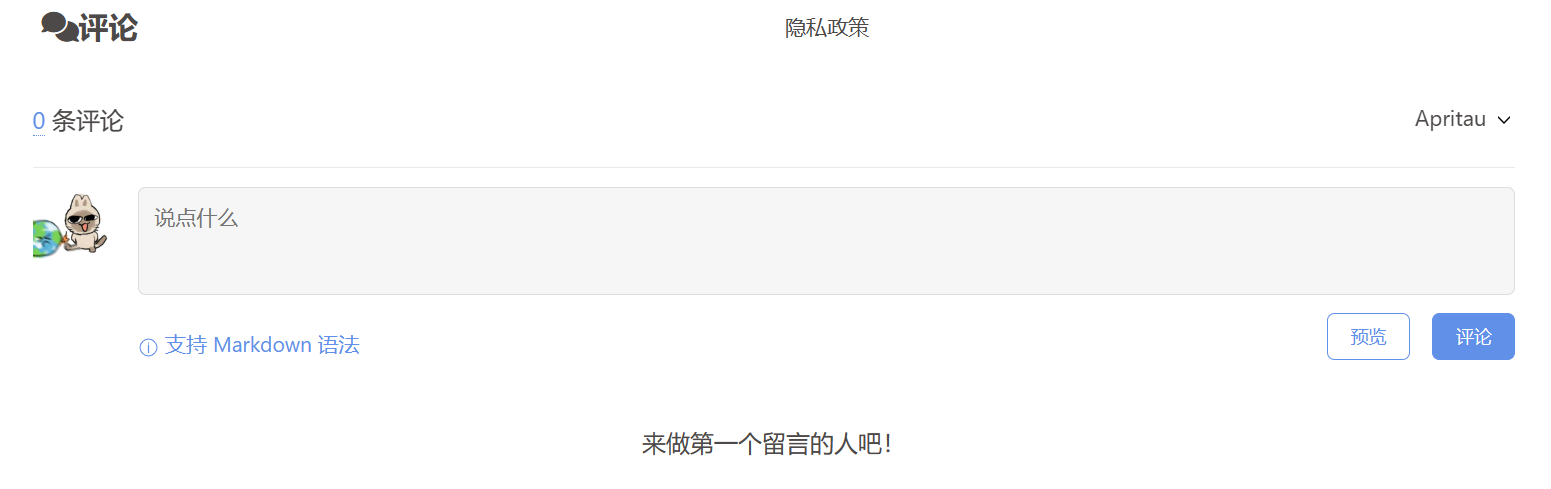 评论
隐私政策
0 条评论
Apritau
说点什么
支持 Markdown 语法
预览
评论
来做第一个留言的人吧！